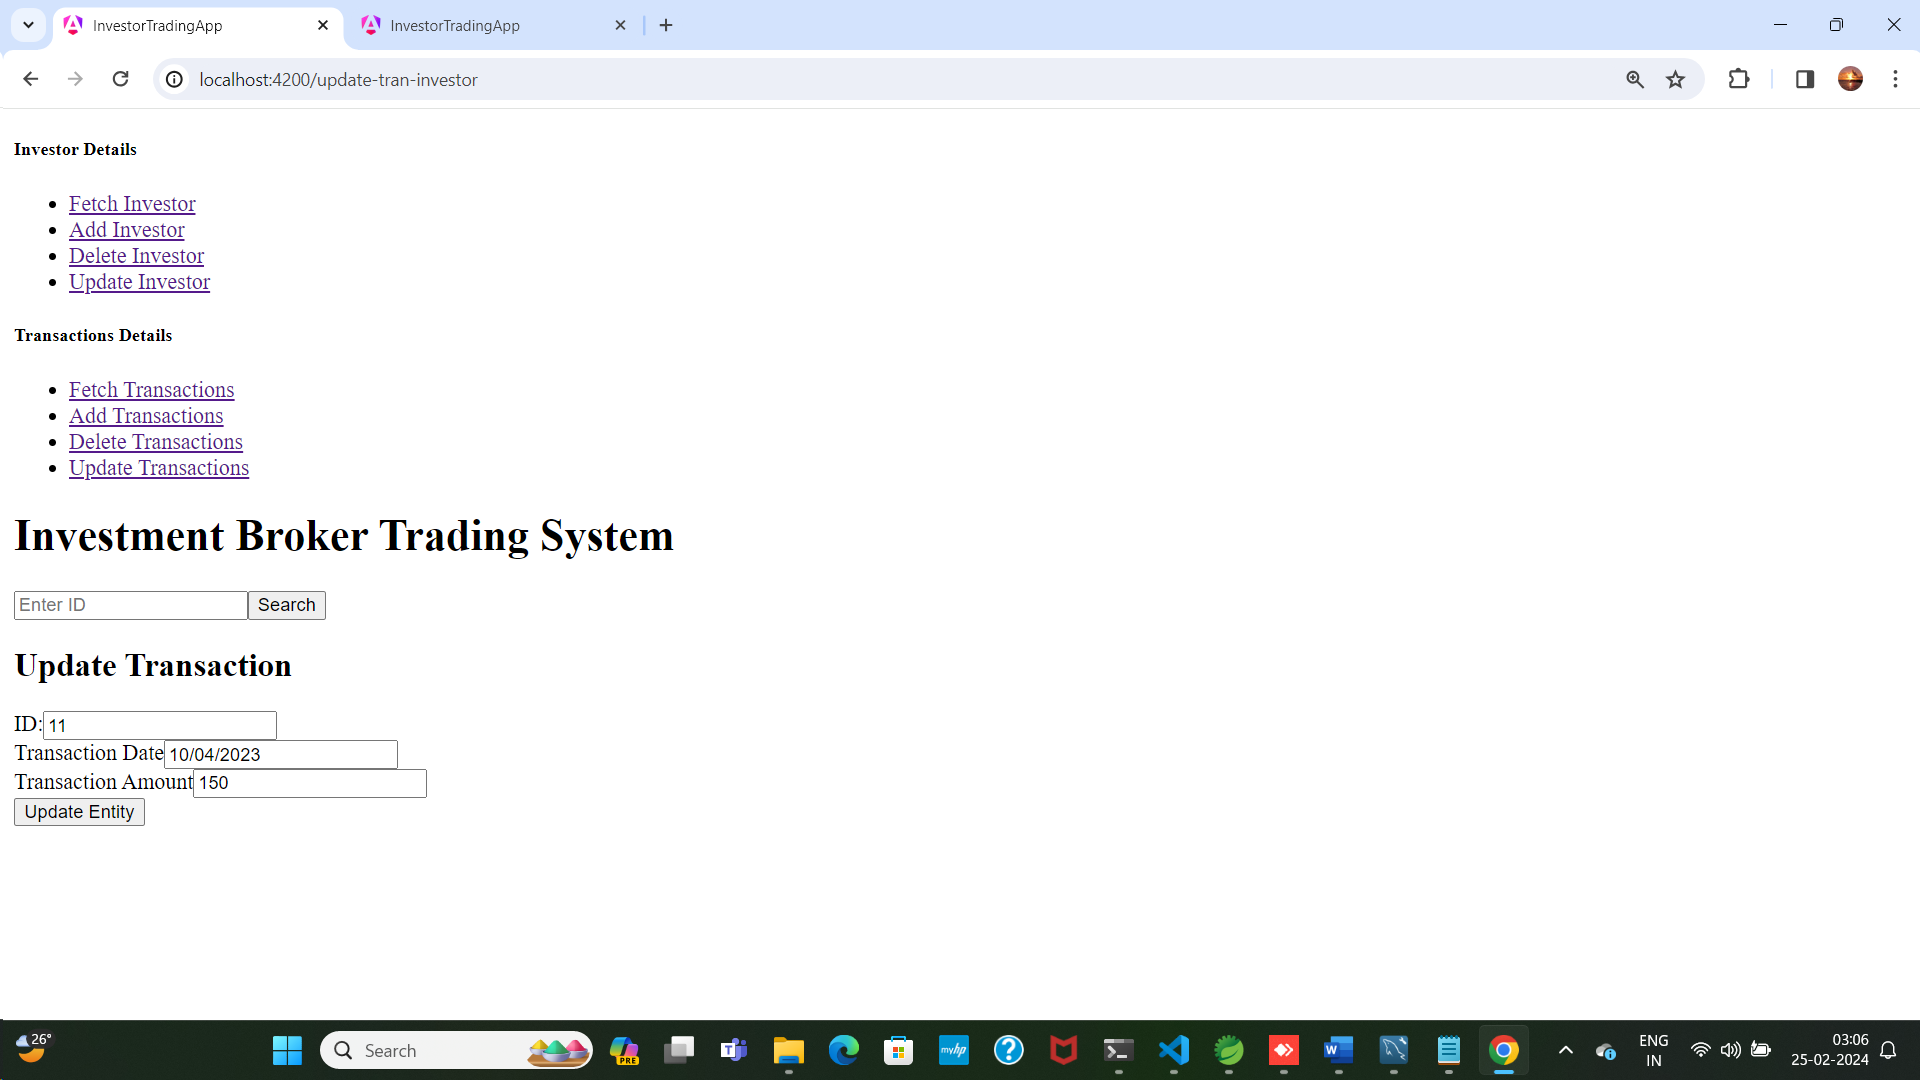 InvestorTradingApp
InvestorTradingApp
localhost:4200/update-tran-investor
Investor Details
Fetch Investor
Add Investor
Delete Investor
Update Investor
Transactions Details
Fetch Transactions
Add Transactions
Delete Transactions
Update Transactions
Investment Broker Trading System
Enter ID Search
Update Transaction
ID: 11
Transaction Date 10/04/2023
Transaction Amount 150
Update Entity
26°
Search
PRE
myhp
ENG
IN
03:06
25-02-2024